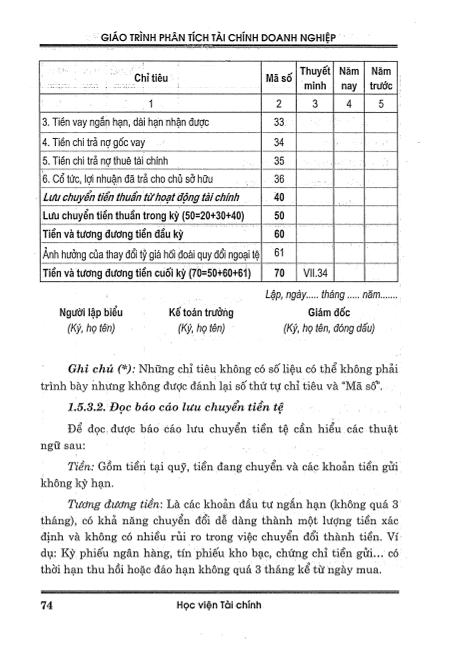 GIÁO TRÌNH PHÂN TÍCH TÀI CHÍNH DOANH NGHIỆP
Chỉ tiêu Mã số Thuyết minh Năm nay Năm trước
1 2 3 4 5
3. Tiền vay ngắn hạn, dài hạn nhận được 33
4. Tiền chi trả nợ gốc vay 34
5. Tiền chi trả nợ thuê tài chính 35
6. Cổ tức, lợi nhuận đã trả cho chủ sở hữu 36
Lưu chuyển tiền thuần từ hoạt động tài chính 40
Lưu chuyển tiền thuần trong kỳ (50=20+30+40) 50
Tiền và tương đương tiền đầu kỳ 60
Ảnh hưởng của thay đổi tỷ giá hối đoái quy đổi ngoại tệ 61
Tiền và tương đương tiền cuối kỳ (70=50+60+61) 70 VII.34
Lập, ngày..... tháng ..... năm.......
Người lập biểu Kế toán trưởng Giám đốc
(Ký, họ tên) (Ký, họ tên) (Ký, họ tên, đóng dấu)
Ghi chú (*): Những chỉ tiêu không có số liệu có thể không phải
trình bày nhưng không được đánh lại số thứ tự chỉ tiêu và “Mã số”.
1.5.3.2. Đọc báo cáo lưu chuyển tiền tệ
Để đọc được báo cáo lưu chuyển tiền tệ cần hiểu các thuật
ngữ sau:
Tiền: Gồm tiền tại quỹ, tiền đang chuyển và các khoản tiền gửi
không kỳ hạn.
Tương đương tiền: Là các khoản đầu tư ngắn hạn (không quá 3
tháng), có khả năng chuyển đổi dễ dàng thành một lượng tiền xác
định và không có nhiều rủi ro trong việc chuyển đổi thành tiền. Ví
dụ: Kỳ phiếu ngân hàng, tín phiếu kho bạc, chứng chỉ tiền gửi... có
thời hạn thu hồi hoặc đáo hạn không quá 3 tháng kể từ ngày mua.
74 Học viện Tài chính